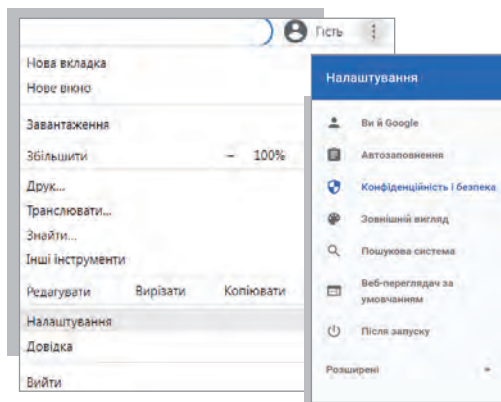 Гість
Нова вкладка
Нове вікно
Завантаження
Збільшити – 100%
Друк...
Транслювати...
Знайти...
Інші інструменти
Редагувати Вирізати Копіювати
Налаштування
Довідка
Вийти
Налаштування
Ви й Google
Автозаповнення
Конфіденційність і безпека
Зовнішній вигляд
Пошукова система
Веб-переглядач за
умовчанням
Після запуску
Розширені